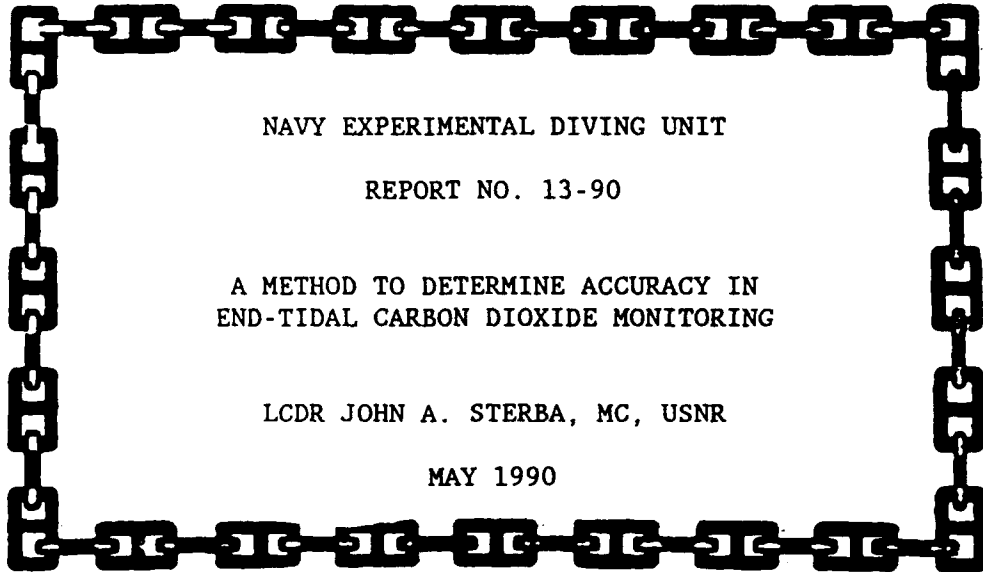 NAVY EXPERIMENTAL DIVING UNIT
REPORT NO. 13-90
A METHOD TO DETERMINE ACCURACY IN
END-TIDAL CARBON DIOXIDE MONITORING
LCDR JOHN A. STERBA, MC, USNR
MAY 1990